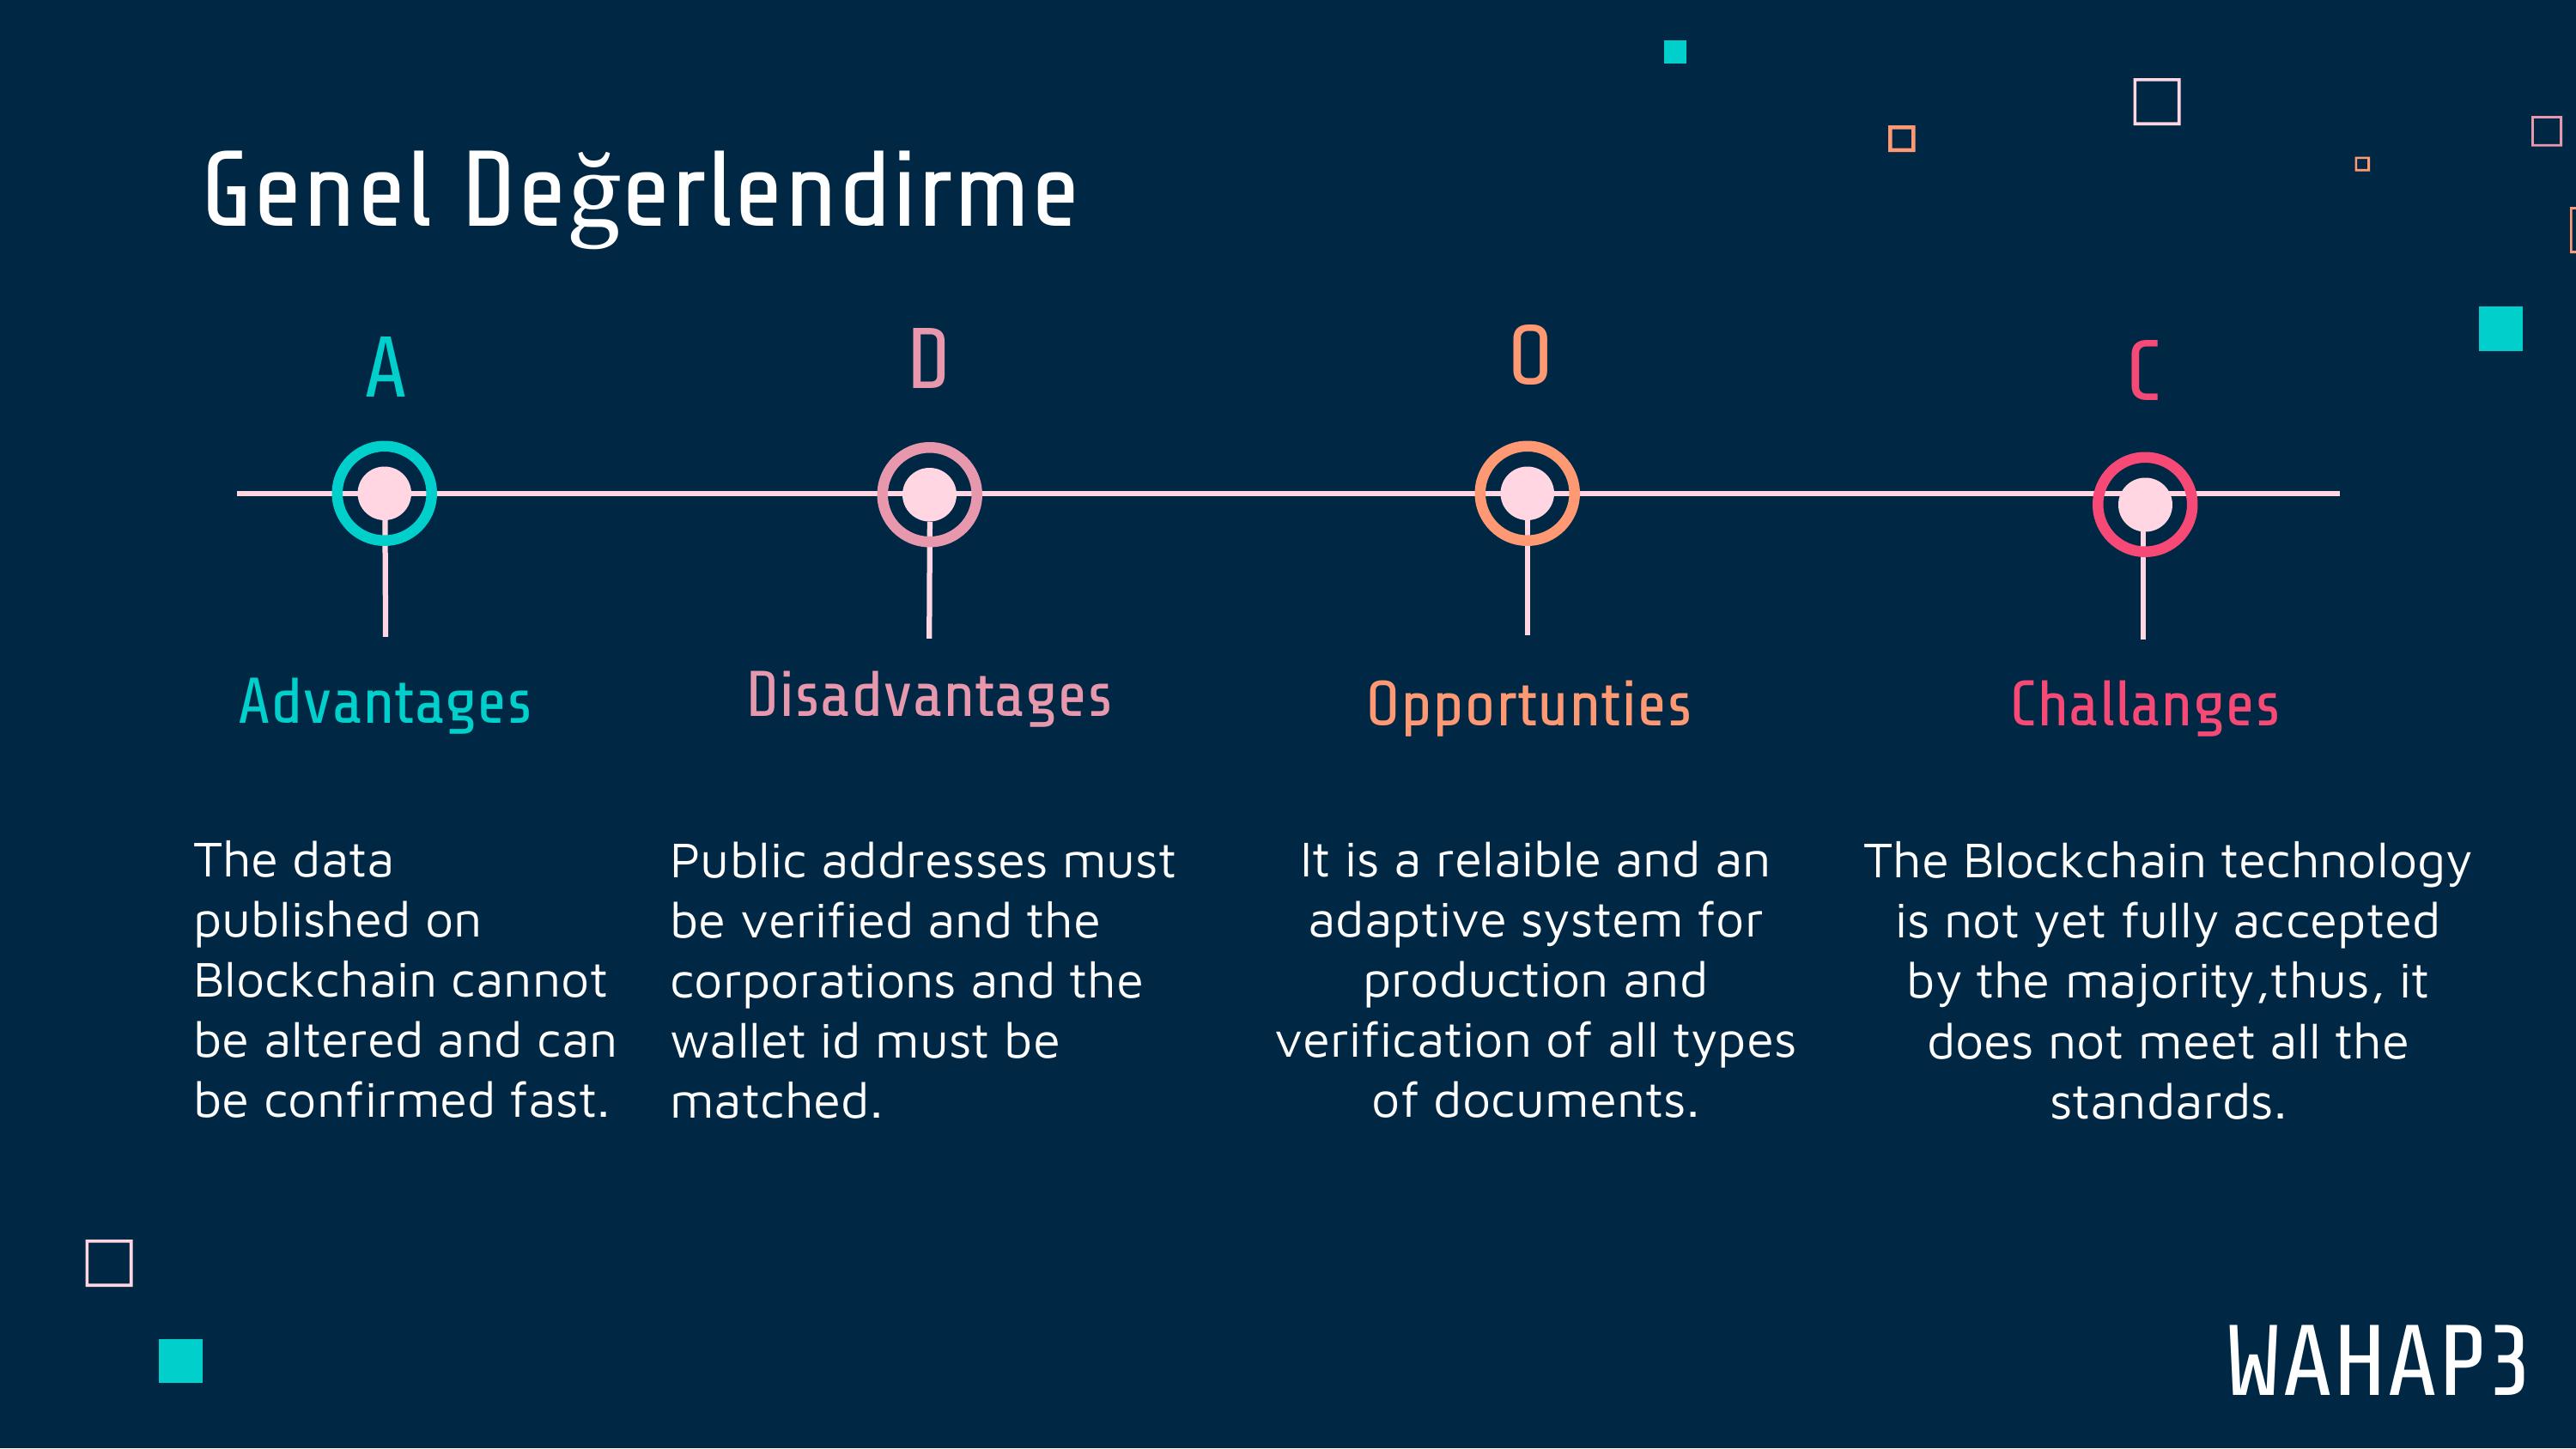 Genel Değerlendirme
A
D
O
C
Advantages
Disadvantages
Opportunties
Challanges
The data
published on
Blockchain cannot
be altered and can
be confirmed fast.
Public addresses must
be verified and the
corporations and the
wallet id must be
matched.
It is a relaible and an
adaptive system for
production and
verification of all types
of documents.
The Blockchain technology
is not yet fully accepted
by the majority,thus, it
does not meet all the
standards.
WAHAP3